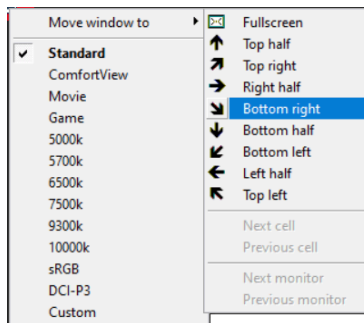 Move window to
Standard
ComfortView
Movie
Game
5000k
5700k
6500k
7500k
9300k
10000k
sRGB
DCI-P3
Custom
Fullscreen
Top half
Top right
Right half
Bottom right
Bottom half
Bottom left
Left half
Top left
Next cell
Previous cell
Next monitor
Previous monitor